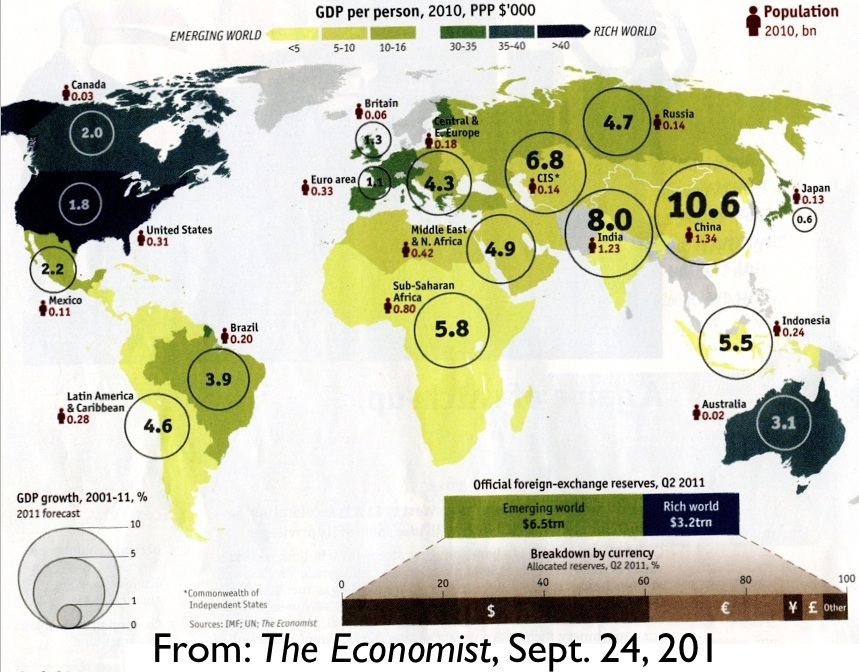 GDP per person, 2010, PPP $'000
EMERGING WORLD
<5
5-10
10-16
30-35
35-40
>40
RICH WORLD
Population
2010, bn
Canada
0.03
2.0
Britain
0.06
1.3
Central &
E. Europe
0.18
4.3
Russia
0.14
4.7
Euro area
0.33
1.1
6.8
CIS*
0.14
10.6
China
1.34
Japan
0.13
0.6
1.8
United States
0.31
8.0
India
1.23
Middle East
& N. Africa
0.42
4.9
2.2
Mexico
0.11
Sub-Saharan
Africa
0.80
5.8
Brazil
0.20
3.9
Indonesia
0.24
5.5
Latin America
& Caribbean
0.28
4.6
Australia
0.02
3.1
GDP growth, 2001-11, %
2011 forecast
10
5
1
0
Official foreign-exchange reserves, Q2 2011
Emerging world
$6.5trn
Rich world
$3.2trn
Breakdown by currency
Allocated reserves, Q2 2011, %
0
20
40
60
80
100
$
€
¥
£
Other
*Commonwealth of
Independent States
Sources: IMF; UN; The Economist
From: The Economist, Sept. 24, 201